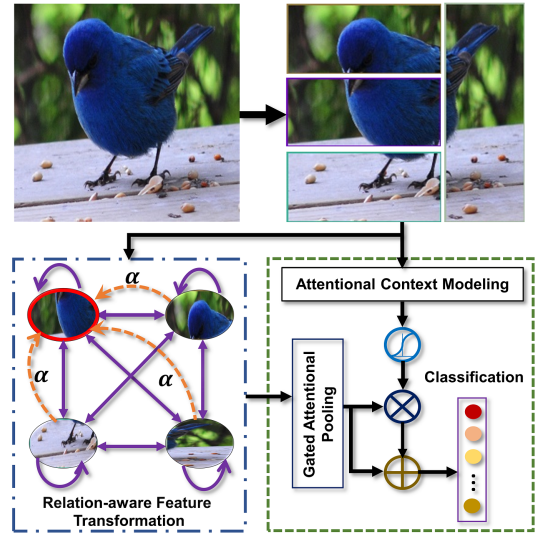 Attentional Context Modeling
α
α
α
Classification
Gated Attentional
Pooling
Relation-aware Feature
Transformation